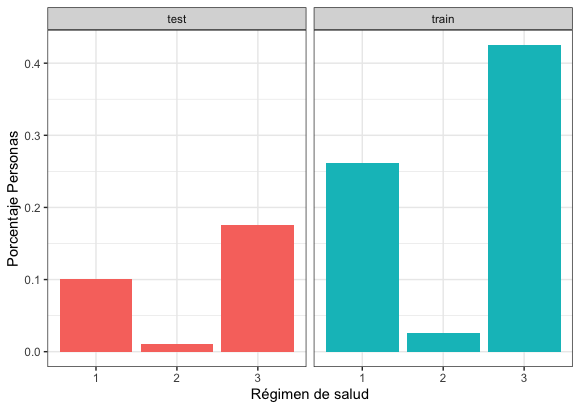 test train
Porcentaje Personas
0.4
0.3
0.2
0.1
0.0
1 2 3 1 2 3
Régimen de salud